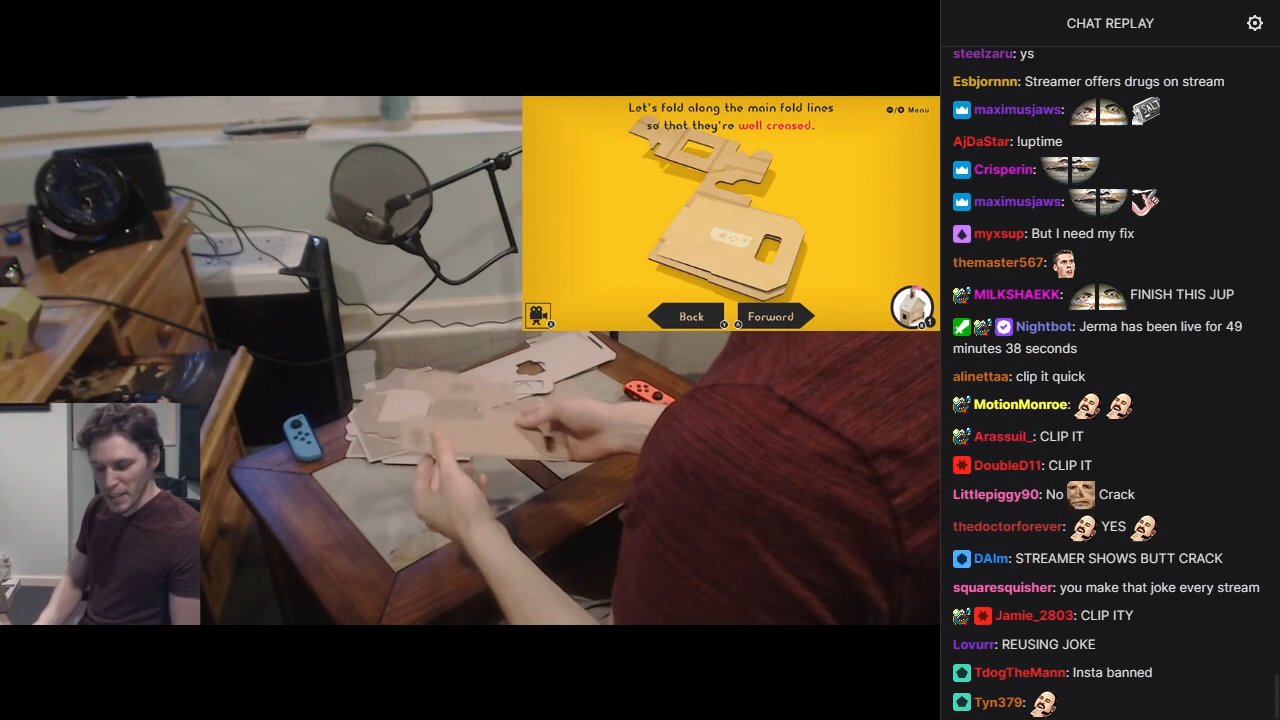 Let's fold along the main fold lines
so that they're well creased.
Menu
Back
Forward
CHAT REPLAY
steelzaru: ys
Esbjornnn: Streamer offers drugs on stream
maximusjaws:
AjDaStar: !uptime
Crisperin:
maximusjaws:
myxsup: But I need my fix
themaster567:
MILKSHAEKK: FINISH THIS JUP
Nightbot: Jerma has been live for 49
minutes 38 seconds
alinettaa: clip it quick
MotionMonroe:
Arassuil_: CLIP IT
DoubleD11: CLIP IT
Littlepiggy90: No Crack
thedoctorforever: YES
DAlm: STREAMER SHOWS BUTT CRACK
squaresquisher: you make that joke every stream
Jamie_2803: CLIP ITY
Lovurr: REUSING JOKE
TdogTheMann: Insta banned
Tyn379: